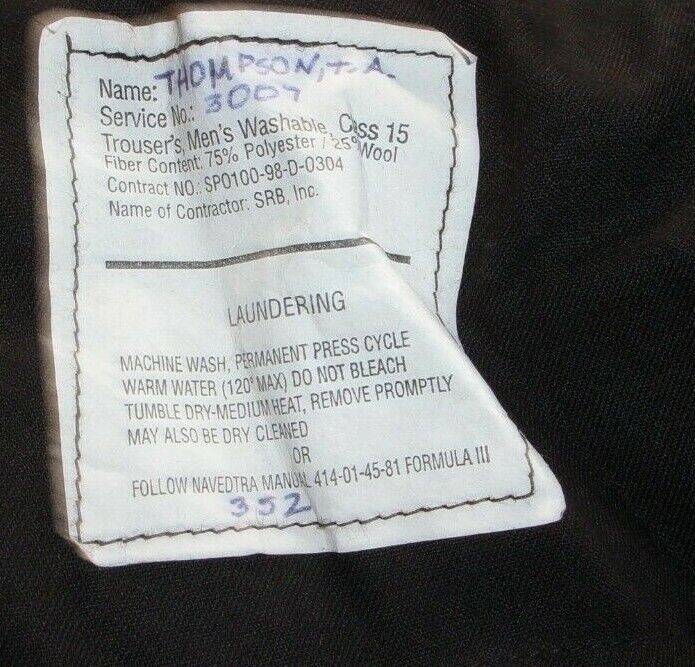 Name: THOMPSON, T. A.
Service No.: 3007
Trouser's, Men's Washable, Class 15
Fiber Content: 75% Polyester / 25% Wool
Contract NO.: SPO100-98-D-0304
Name of Contractor: SRB, Inc.
LAUNDERING
MACHINE WASH, PERMANENT PRESS CYCLE
WARM WATER (120° MAX) DO NOT BLEACH
TUMBLE DRY-MEDIUM HEAT, REMOVE PROMPTLY
MAY ALSO BE DRY CLEANED
OR
FOLLOW NAVEDTRA MANUAL 414-01-45-81 FORMULA III
352